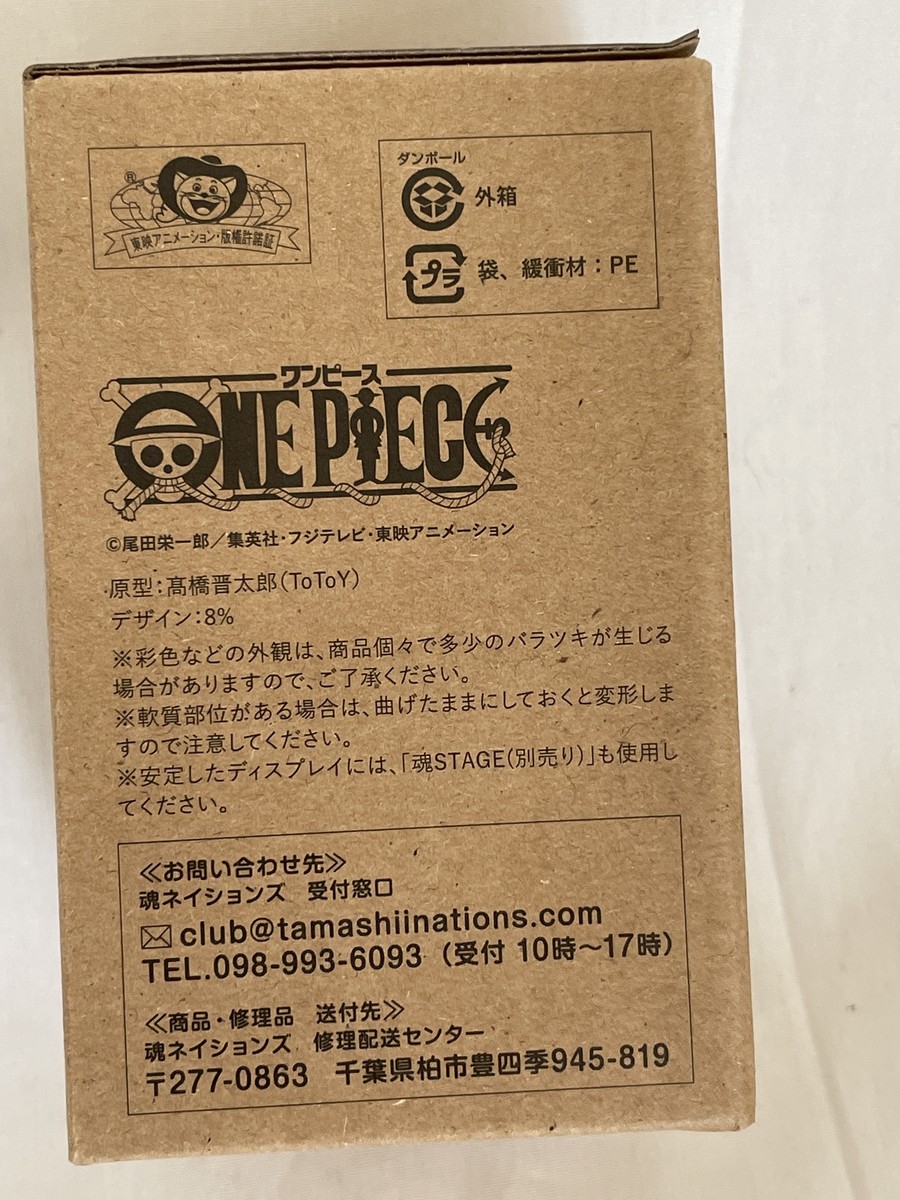 ®
東映アニメーション・版権許諾証
ダンボール
外箱
プラ
袋、緩衝材：PE
ワンピース
ONE PIECE
©尾田栄一郎／集英社・フジテレビ・東映アニメーション
原型：髙橋晋太郎（ToToY）
デザイン：8%
※彩色などの外観は、商品個々で多少のバラツキが生じる
場合がありますので、ご了承ください。
※軟質部位がある場合は、曲げたままにしておくと変形しま
すので注意してください。
※安定したディスプレイには、「魂STAGE(別売り)」も使用し
てください。
≪お問い合わせ先≫
魂ネイションズ　受付窓口
club@tamashiinations.com
TEL.098-993-6093（受付 10時～17時）
≪商品・修理品　送付先≫
魂ネイションズ　修理配送センター
〒277-0863　千葉県柏市豊四季945-819